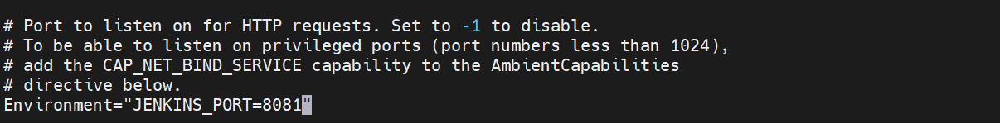 # Port to listen on for HTTP requests. Set to -1 to disable.
# To be able to listen on privileged ports (port numbers less than 1024),
# add the CAP_NET_BIND_SERVICE capability to the AmbientCapabilities
# directive below.
Environment="JENKINS_PORT=8081"